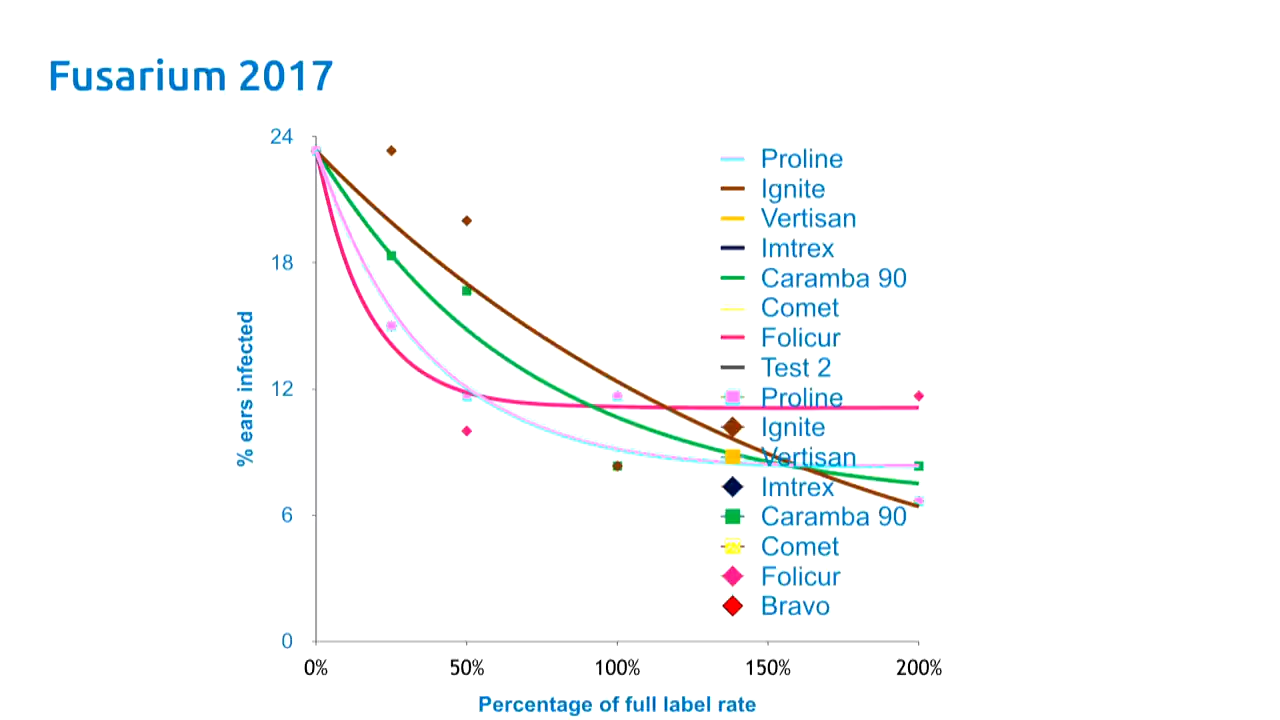 Fusarium 2017
24
18
12
6
0
% ears infected
0%
50%
100%
150%
200%
Percentage of full label rate
Proline
Ignite
Vertisan
Imtrex
Caramba 90
Comet
Folicur
Test 2
Proline
Ignite
Vertisan
Imtrex
Caramba 90
Comet
Folicur
Bravo